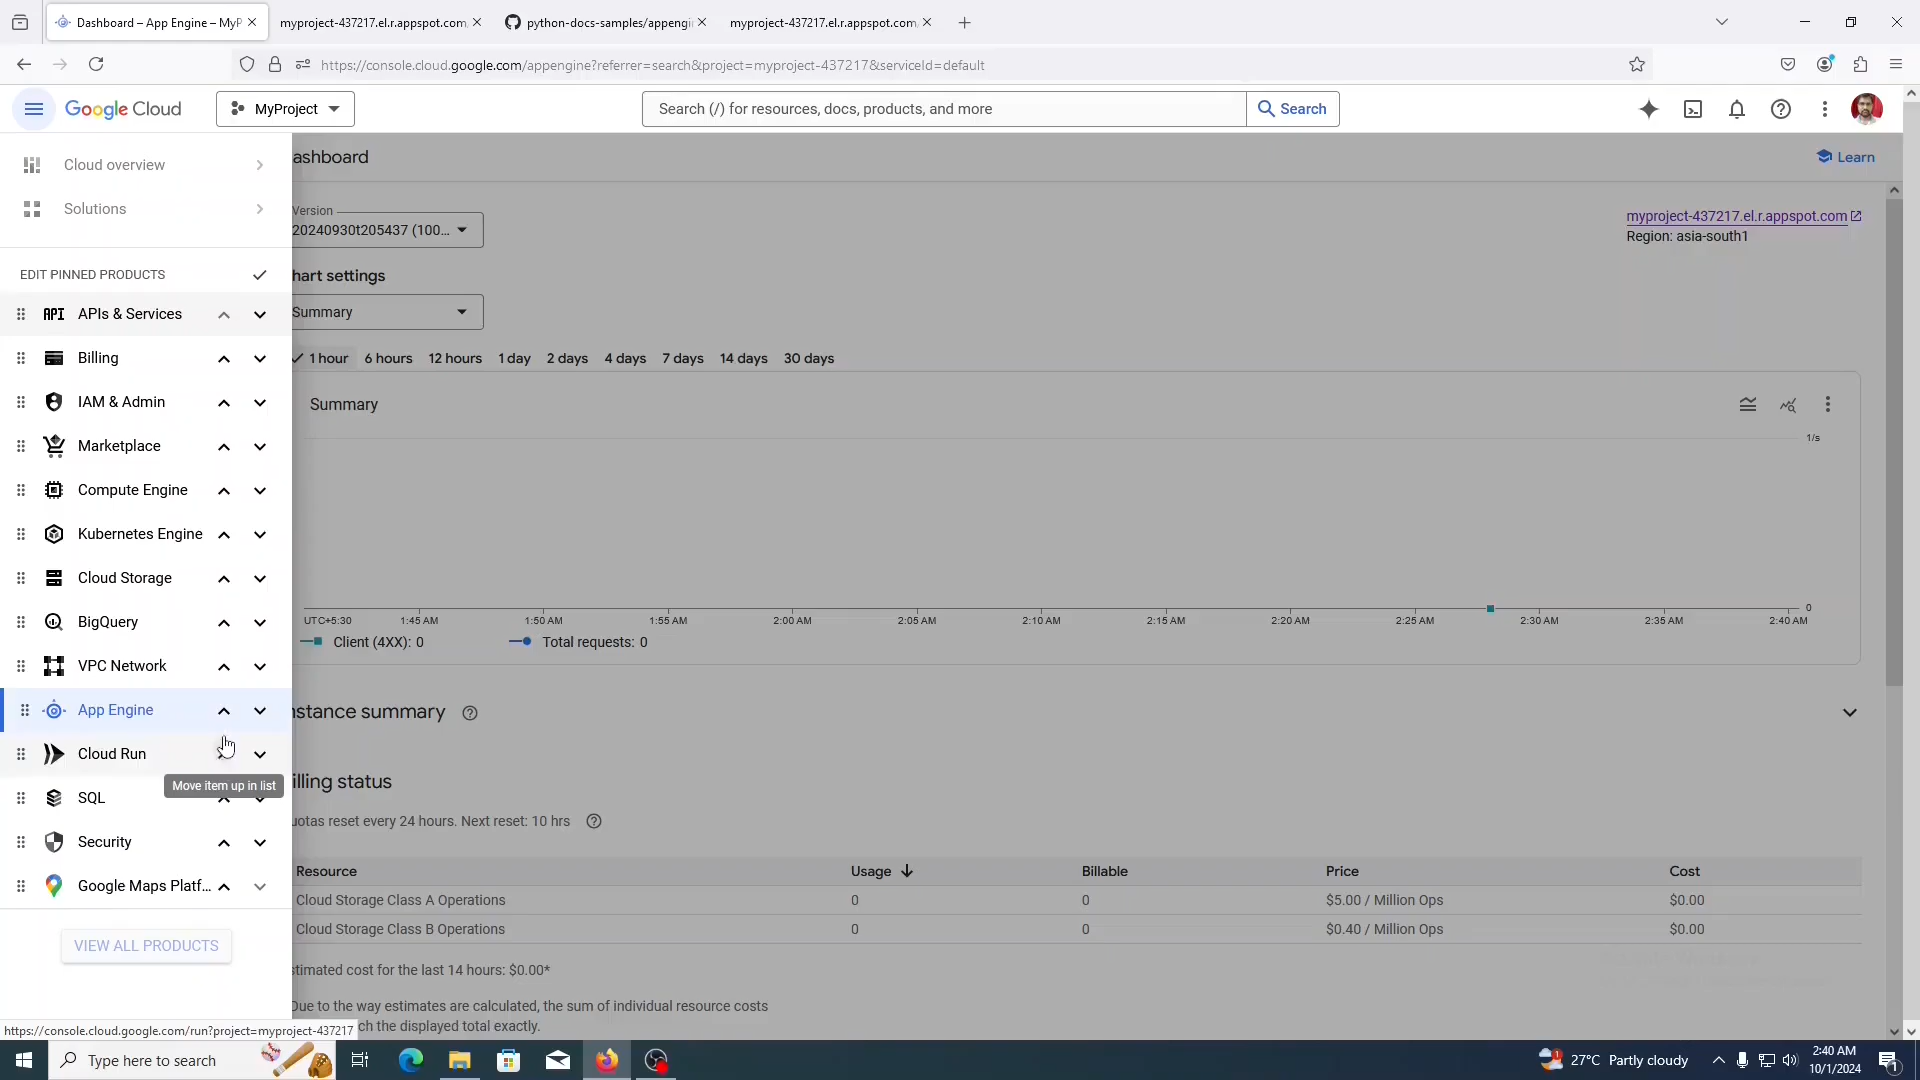 Dashboard – App Engine – MyP
myproject-437217.el.r.appspot.com
python-docs-samples/appengi
myproject-437217.el.r.appspot.com
https://console.cloud.google.com/appengine?referrer=search&project=myproject-437217&serviceId=default
Google Cloud
MyProject
Search (/) for resources, docs, products, and more
Search
Cloud overview
Solutions
EDIT PINNED PRODUCTS
API APIs & Services
Billing
IAM & Admin
Marketplace
Compute Engine
Kubernetes Engine
Cloud Storage
BigQuery
VPC Network
App Engine
Cloud Run
Move item up in list
SQL
Security
Google Maps Platf...
VIEW ALL PRODUCTS
https://console.cloud.google.com/run?project=myproject-437217
ashboard
Learn
Version
20240930t205437 (100...
myproject-437217.el.r.appspot.com
Region: asia-south1
hart settings
Summary
1 hour 6 hours 12 hours 1 day 2 days 4 days 7 days 14 days 30 days
Summary
1/s
0
UTC+5:30 1:45 AM 1:50 AM 1:55 AM 2:00 AM 2:05 AM 2:10 AM 2:15 AM 2:20 AM 2:25 AM 2:30 AM 2:35 AM 2:40 AM
Client (4XX): 0 Total requests: 0
nstance summary
illing status
uotas reset every 24 hours. Next reset: 10 hrs
Resource Usage Billable Price Cost
Cloud Storage Class A Operations 0 0 $5.00 / Million Ops $0.00
Cloud Storage Class B Operations 0 0 $0.40 / Million Ops $0.00
timated cost for the last 14 hours: $0.00*
Due to the way estimates are calculated, the sum of individual resource costs
ch the displayed total exactly.
Type here to search
27°C Partly cloudy
2:40 AM
10/1/2024